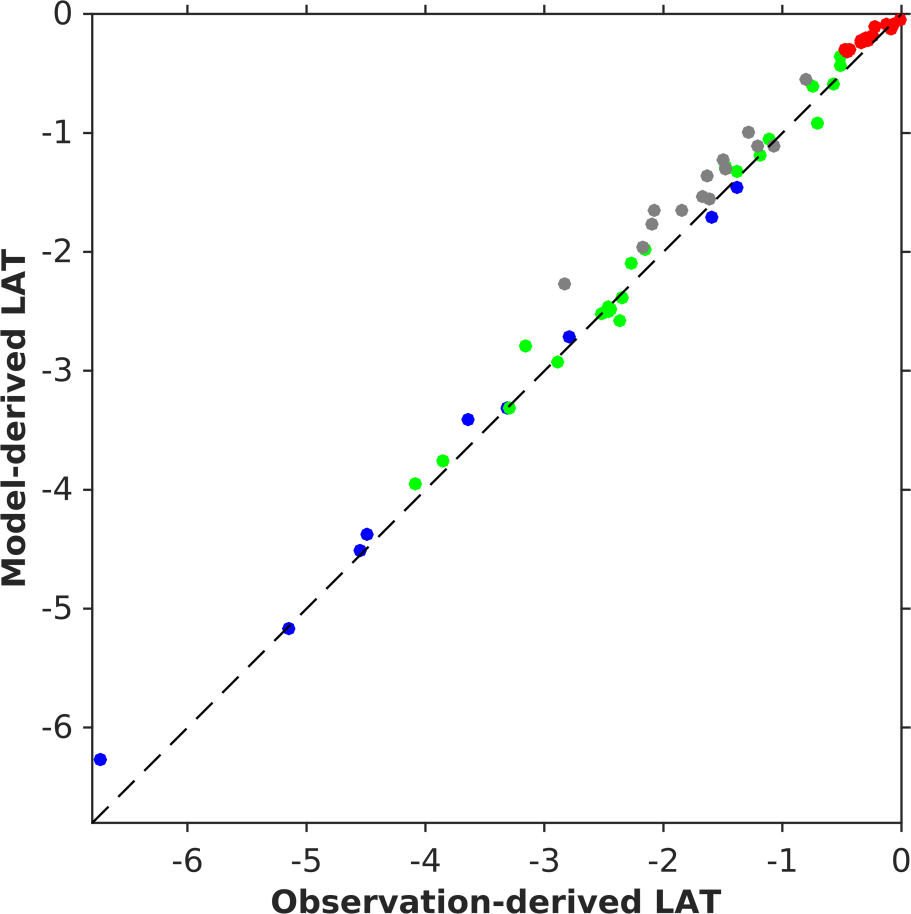 0
-1
-2
-3
-4
-5
-6
Model-derived LAT
-6 -5 -4 -3 -2 -1 0
Observation-derived LAT